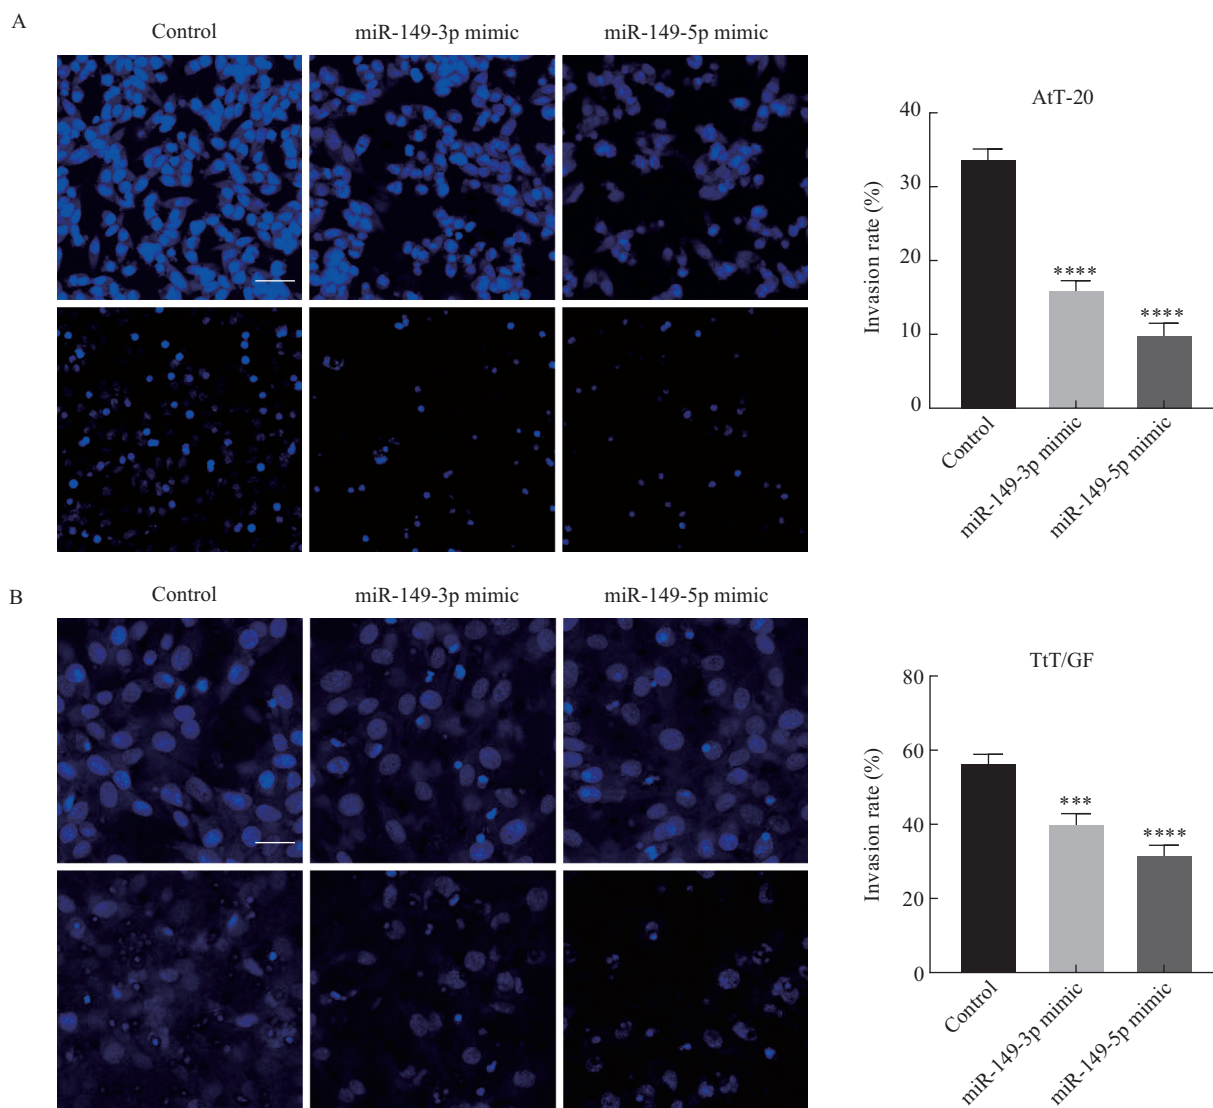 A
Control
miR-149-3p mimic
miR-149-5p mimic
AtT-20
Invasion rate (%)
40
30
20
10
0
****
****
Control
miR-149-3p mimic
miR-149-5p mimic
B
Control
miR-149-3p mimic
miR-149-5p mimic
TtT/GF
Invasion rate (%)
80
60
40
20
0
***
****
Control
miR-149-3p mimic
miR-149-5p mimic